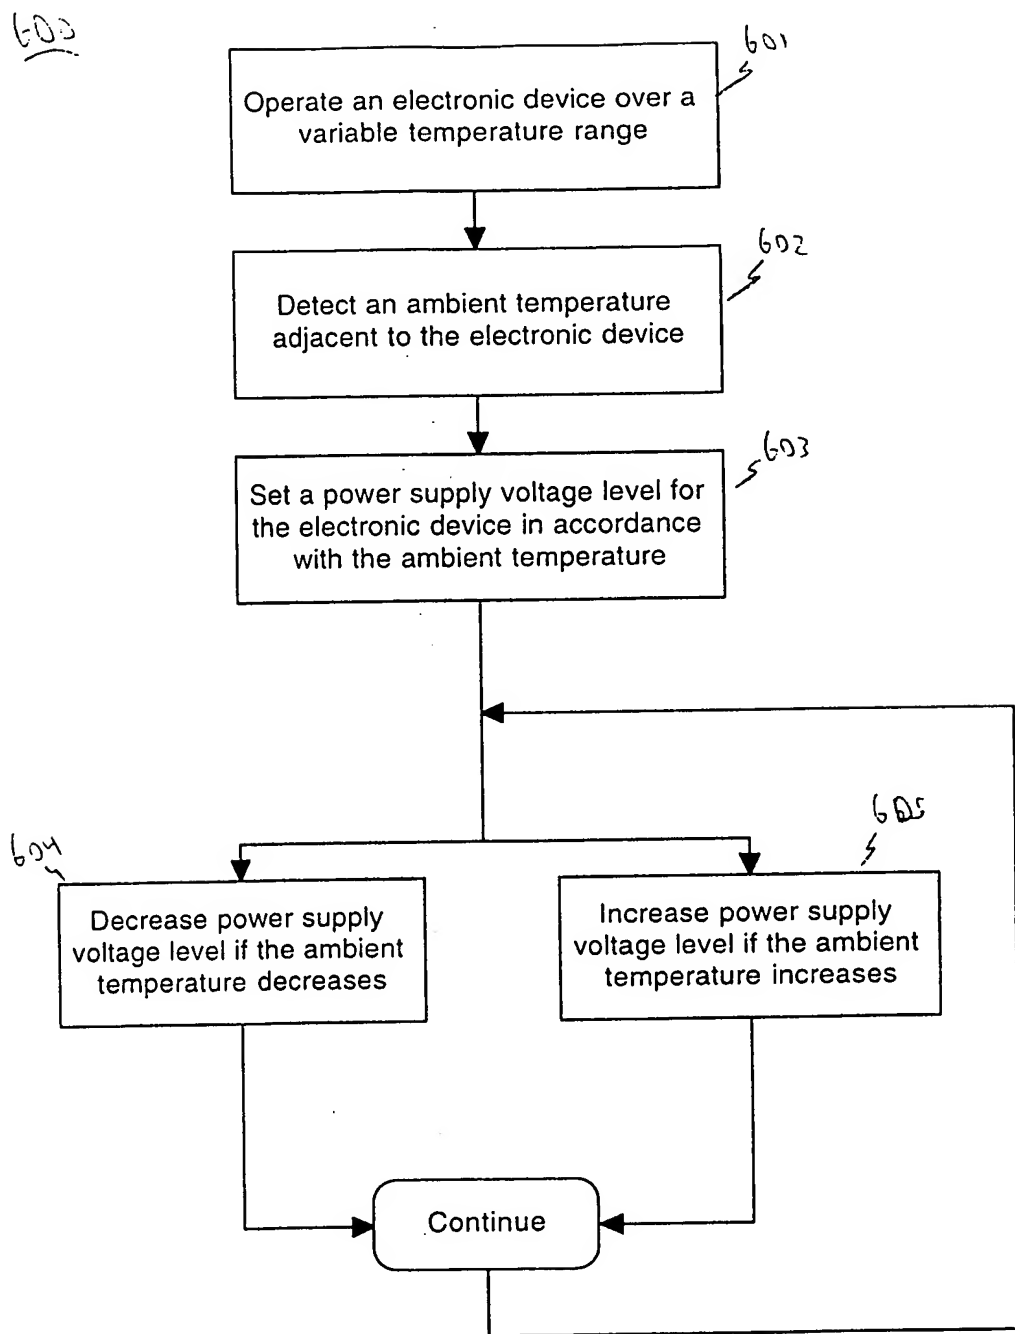 600
601
Operate an electronic device over a
variable temperature range
602
Detect an ambient temperature
adjacent to the electronic device
603
Set a power supply voltage level for
the electronic device in accordance
with the ambient temperature
604
Decrease power supply
voltage level if the ambient
temperature decreases
605
Increase power supply
voltage level if the ambient
temperature increases
Continue